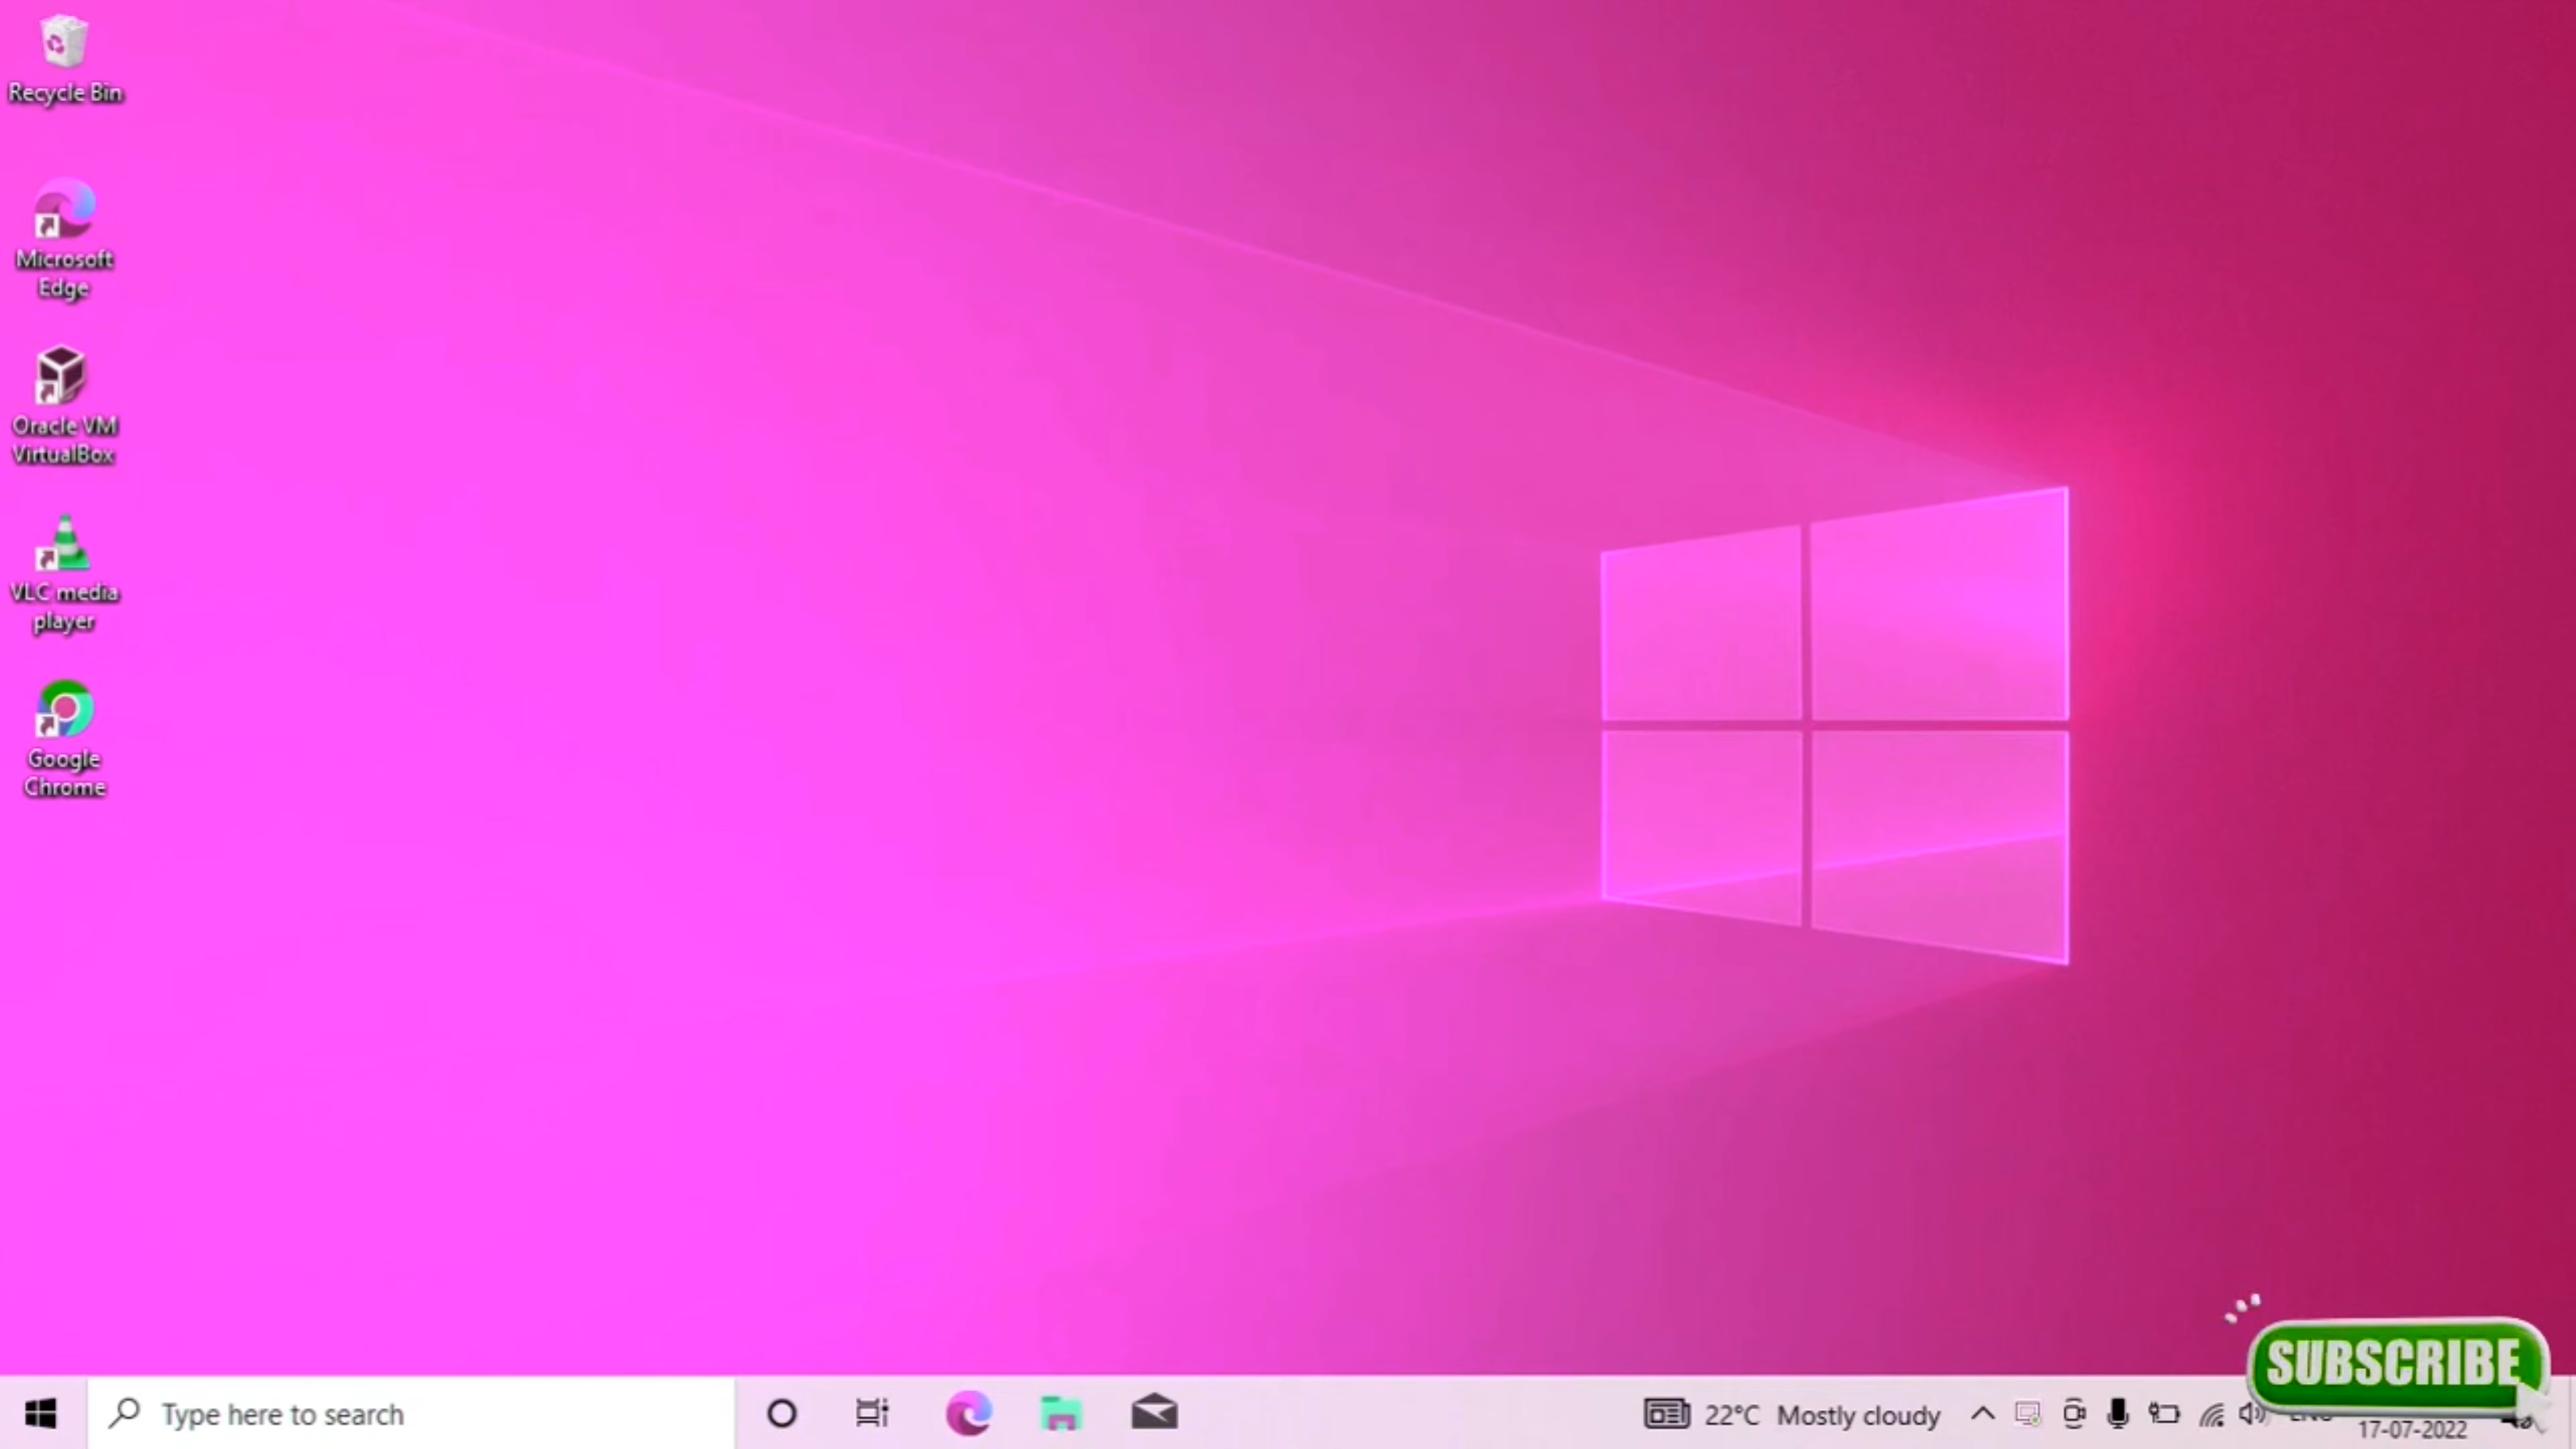 Recycle Bin
Microsoft
Edge
Oracle VM
VirtualBox
VLC media
player
Google
Chrome
SUBSCRIBE
Type here to search
22°C Mostly cloudy
17-07-2022